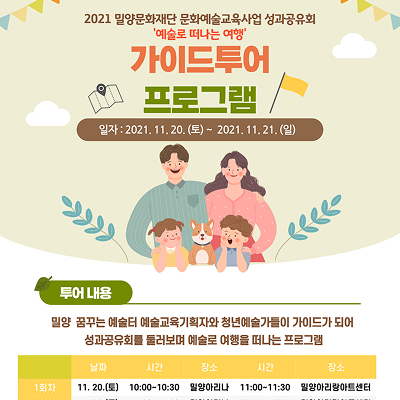 2021 밀양문화재단 문화예술교육사업 성과공유회
'예술로 떠나는 여행'
가이드투어
프로그램
일자 : 2021. 11. 20. (토) ~ 2021. 11. 21. (일)
투어 내용
밀양 꿈꾸는 예술터 예술교육기획자와 청년예술가들이 가이드가 되어
성과공유회를 둘러보며 예술로 여행을 떠나는 프로그램
날짜 시간 장소 시간 장소
1회차 11. 20.(토) 10:00~10:30 밀양아리나 11:00~11:30 밀양아리랑아트센터